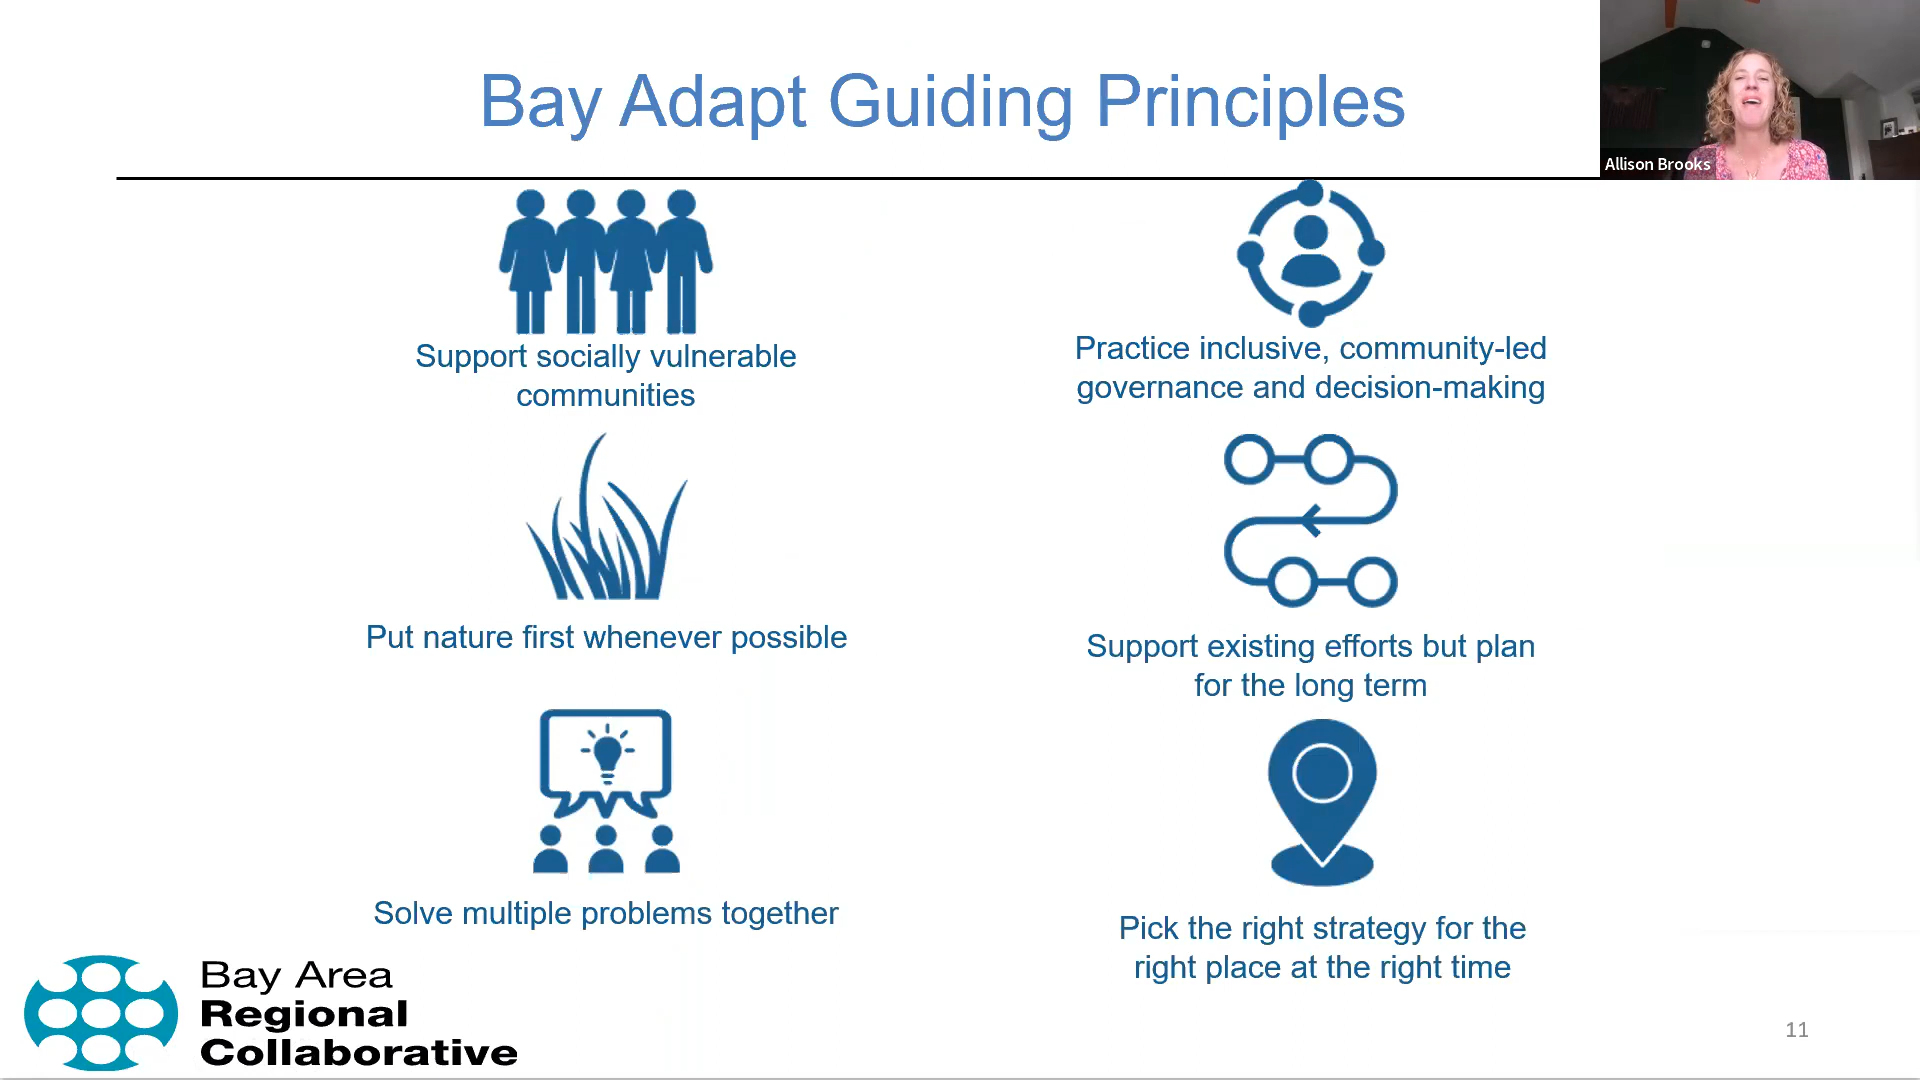 Bay Adapt Guiding Principles
Allison Brooks
Support socially vulnerable
communities
Practice inclusive, community-led
governance and decision-making
Put nature first whenever possible
Support existing efforts but plan
for the long term
Solve multiple problems together
Pick the right strategy for the
right place at the right time
Bay Area
Regional
Collaborative
11